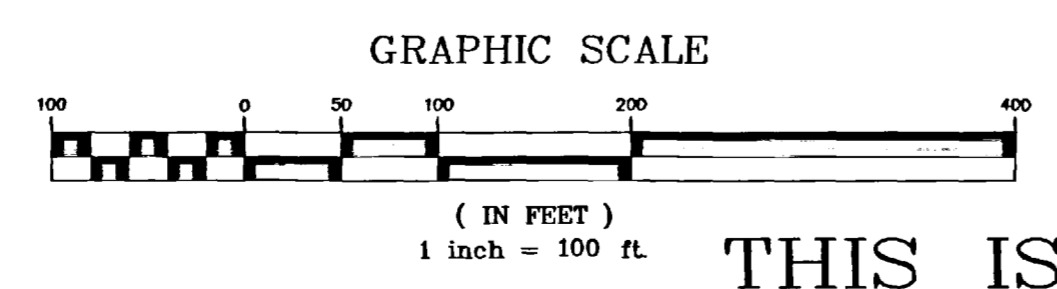 GRAPHIC SCALE
100 0 50 100 200 400
( IN FEET )
1 inch = 100 ft.
THIS IS